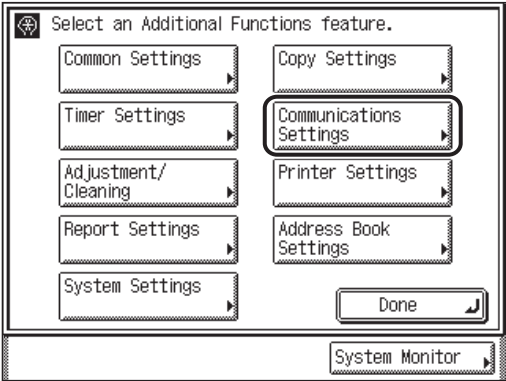 Select an Additional Functions feature.
Common Settings
Copy Settings
Timer Settings
Communications
Settings
Adjustment/
Cleaning
Printer Settings
Report Settings
Address Book
Settings
System Settings
Done
System Monitor